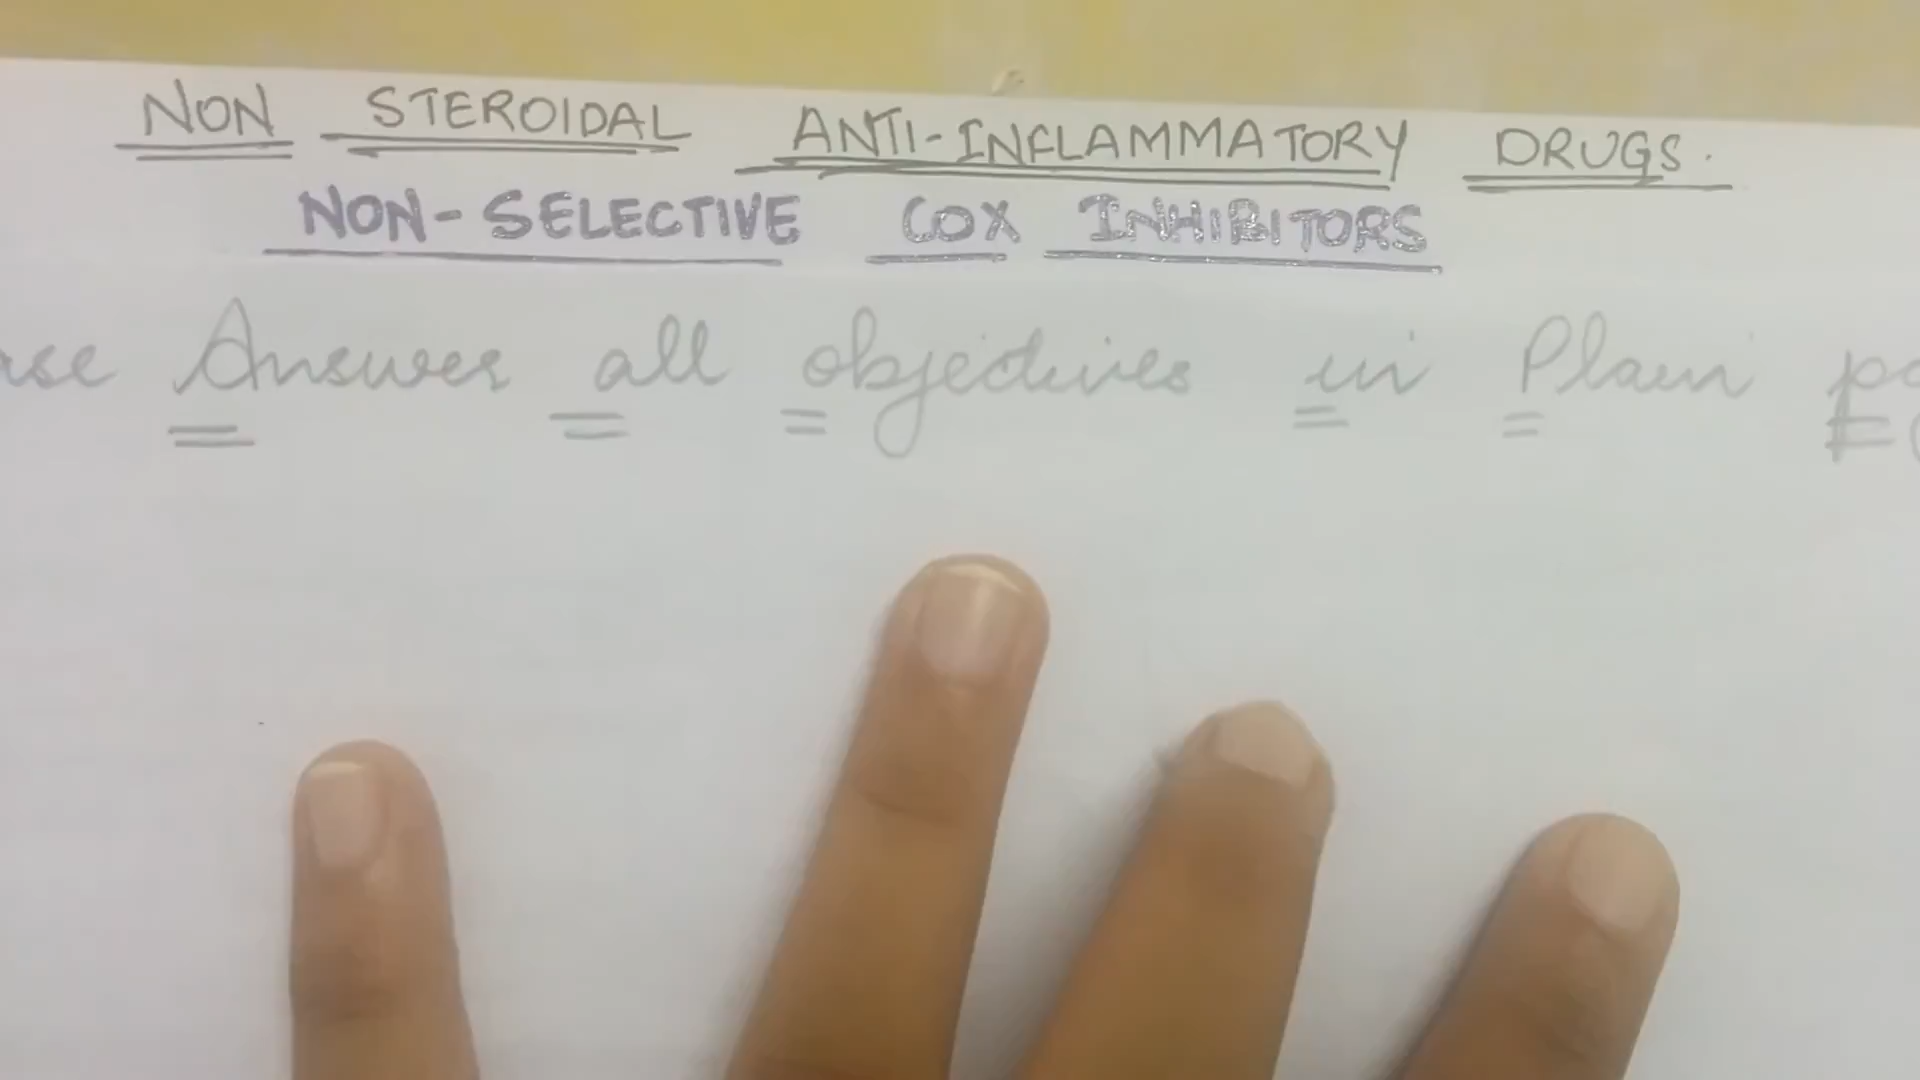 NON STEROIDAL ANTI-INFLAMMATORY DRUGS.
NON-SELECTIVE COX INHIBITORS
Answer all objectives in Plain